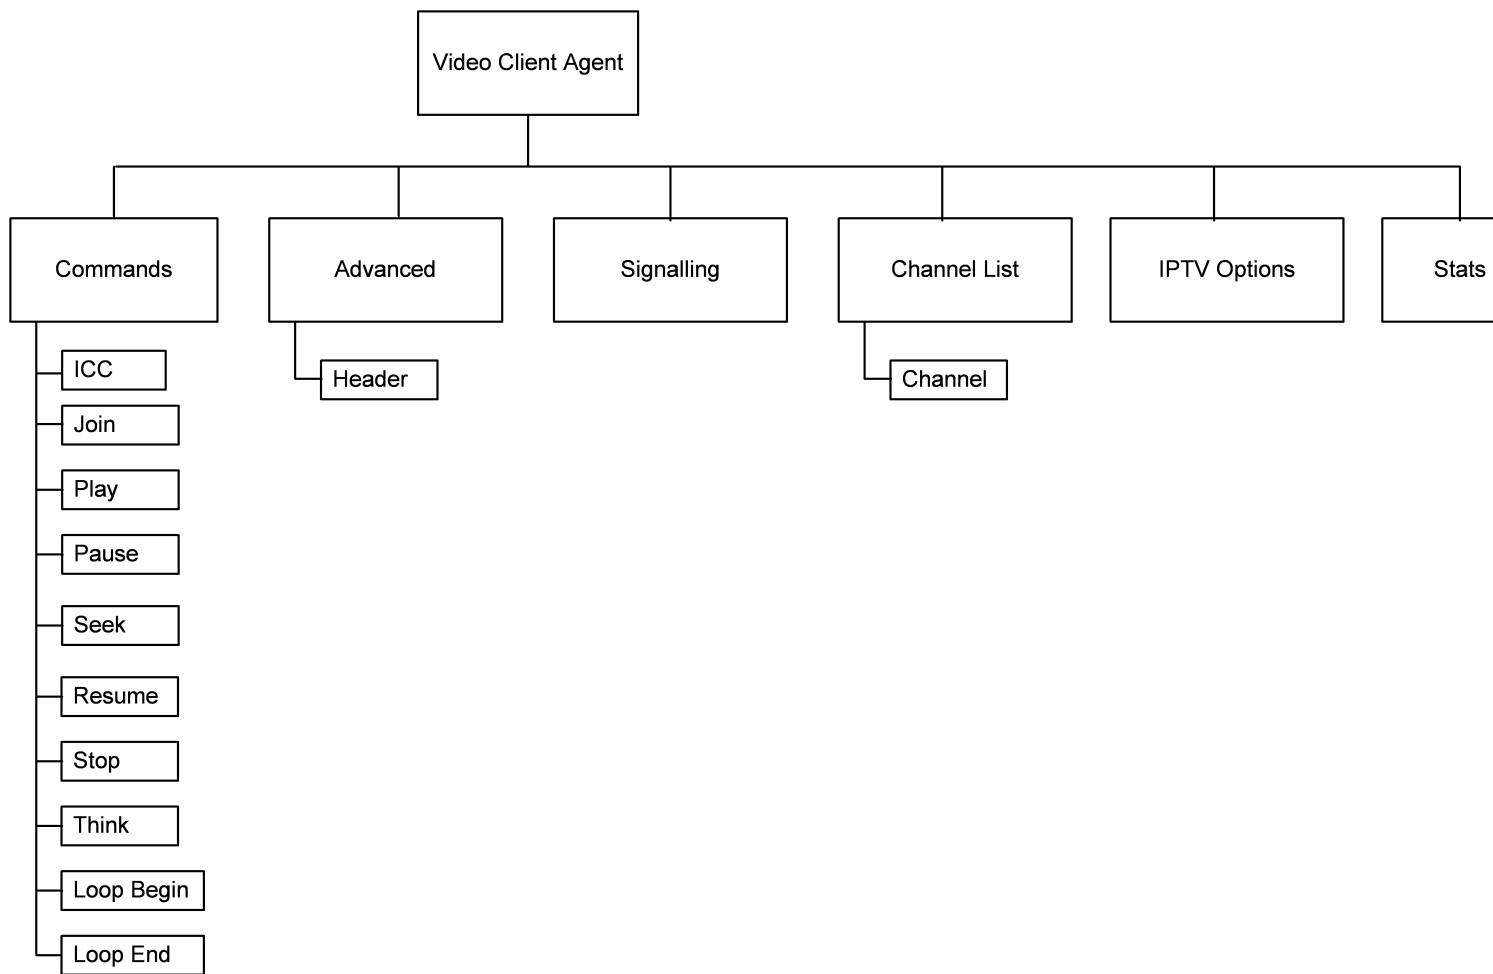 Video Client Agent
Commands
Advanced
Signalling
Channel List
IPTV Options
Stats
ICC
Header
Channel
Join
Play
Pause
Seek
Resume
Stop
Think
Loop Begin
Loop End